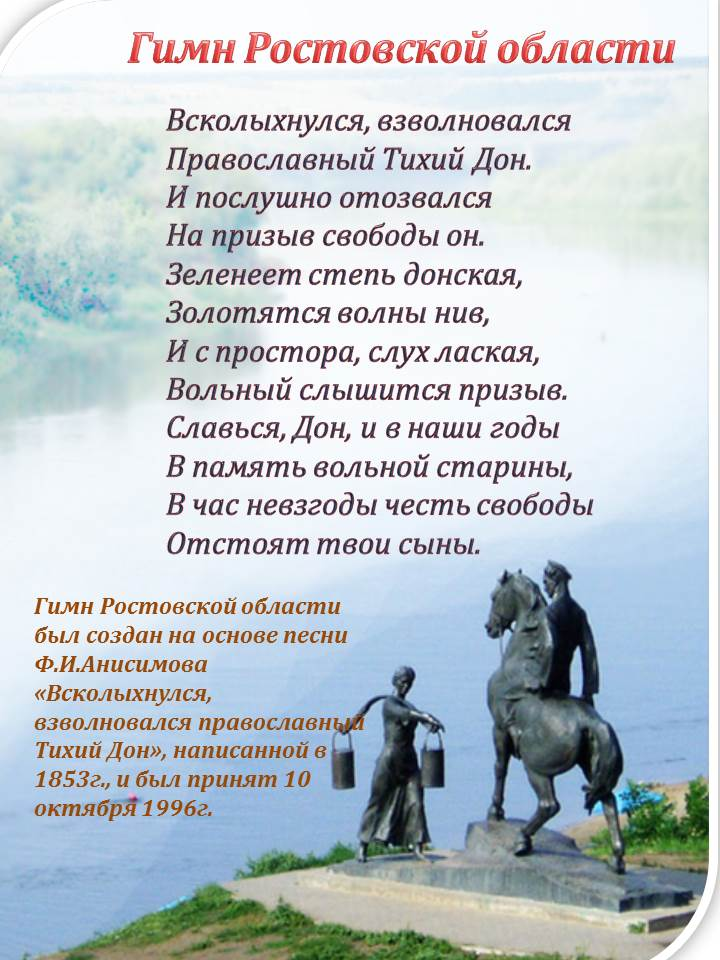 Гимн Ростовской области
Всколыхнулся, взволновался
Православный Тихий Дон.
И послушно отозвался
На призыв свободы он.
Зеленеет степь донская,
Золотятся волны нив,
И с простора, слух лаская,
Вольный слышится призыв.
Славься, Дон, и в наши годы
В память вольной старины,
В час невзгоды честь свободы
Отстоят твои сыны.
Гимн Ростовской области
был создан на основе песни
Ф.И.Анисимова
«Всколыхнулся,
взволновался православный
Тихий Дон», написанной в
1853г., и был принят 10
октября 1996г.